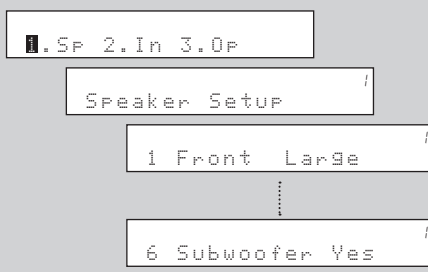 1.Sp 2.In 3.Op
Speaker Setup
1 Front Large
6 Subwoofer Yes